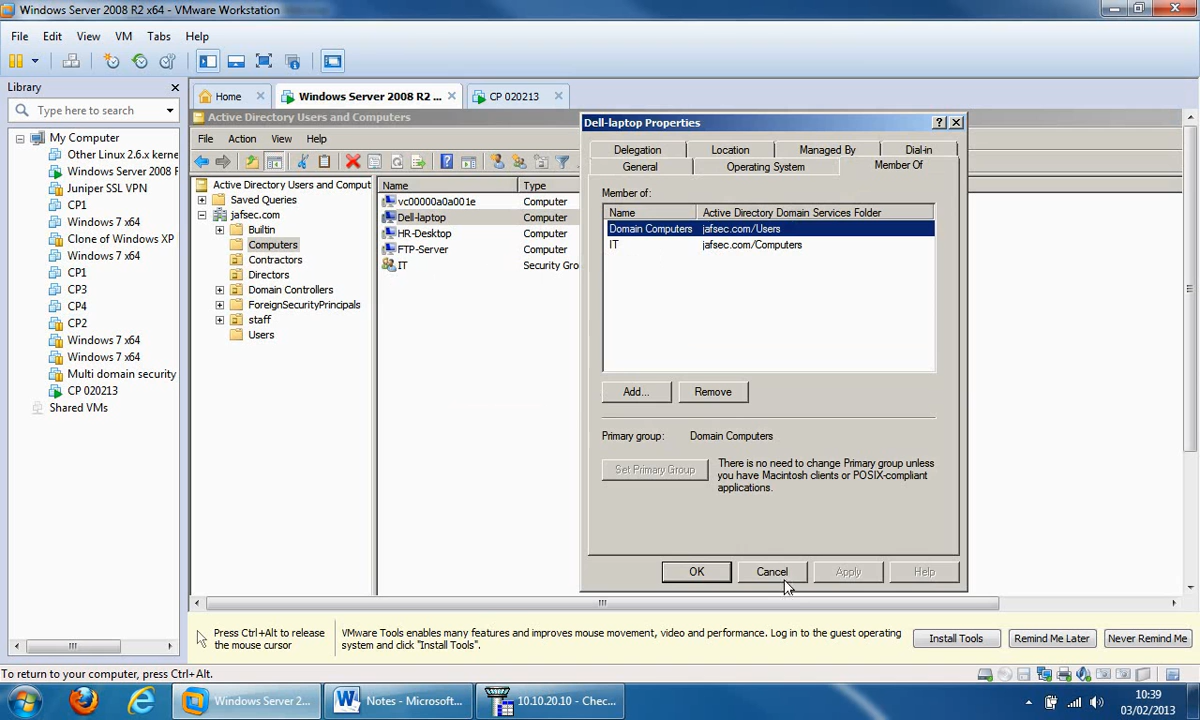 Windows Server 2008 R2 x64 - VMware Workstation
File Edit View VM Tabs Help
Library
Type here to search
My Computer
Other Linux 2.6.x kerne
Windows Server 2008 R
Juniper SSL VPN
CP1
Windows 7 x64
Clone of Windows XP
Windows 7 x64
CP1
CP3
CP4
CP2
Windows 7 x64
Windows 7 x64
Multi domain security
CP 020213
Shared VMs
Home
Windows Server 2008 R2 ...
CP 020213
Active Directory Users and Computers
File Action View Help
Active Directory Users and Comput
Saved Queries
jafsec.com
Builtin
Computers
Contractors
Directors
Domain Controllers
ForeignSecurityPrincipals
staff
Users
Name Type
vc00000a0a001e Computer
Dell-laptop Computer
HR-Desktop Computer
FTP-Server Computer
IT Security Gro
Dell-laptop Properties
Delegation Location Managed By Dial-in
General Operating System Member Of
Member of:
Name Active Directory Domain Services Folder
Domain Computers jafsec.com/Users
IT jafsec.com/Computers
Add... Remove
Primary group: Domain Computers
Set Primary Group
There is no need to change Primary group unless
you have Macintosh clients or POSIX-compliant
applications.
OK Cancel Apply Help
Press Ctrl+Alt to release
the mouse cursor
VMware Tools enables many features and improves mouse movement, video and performance. Log in to the guest operating
system and click "Install Tools".
Install Tools Remind Me Later Never Remind Me
To return to your computer, press Ctrl+Alt.
Windows Server 2...
Notes - Microsoft...
10.10.20.10 - Chec...
10:39
03/02/2013